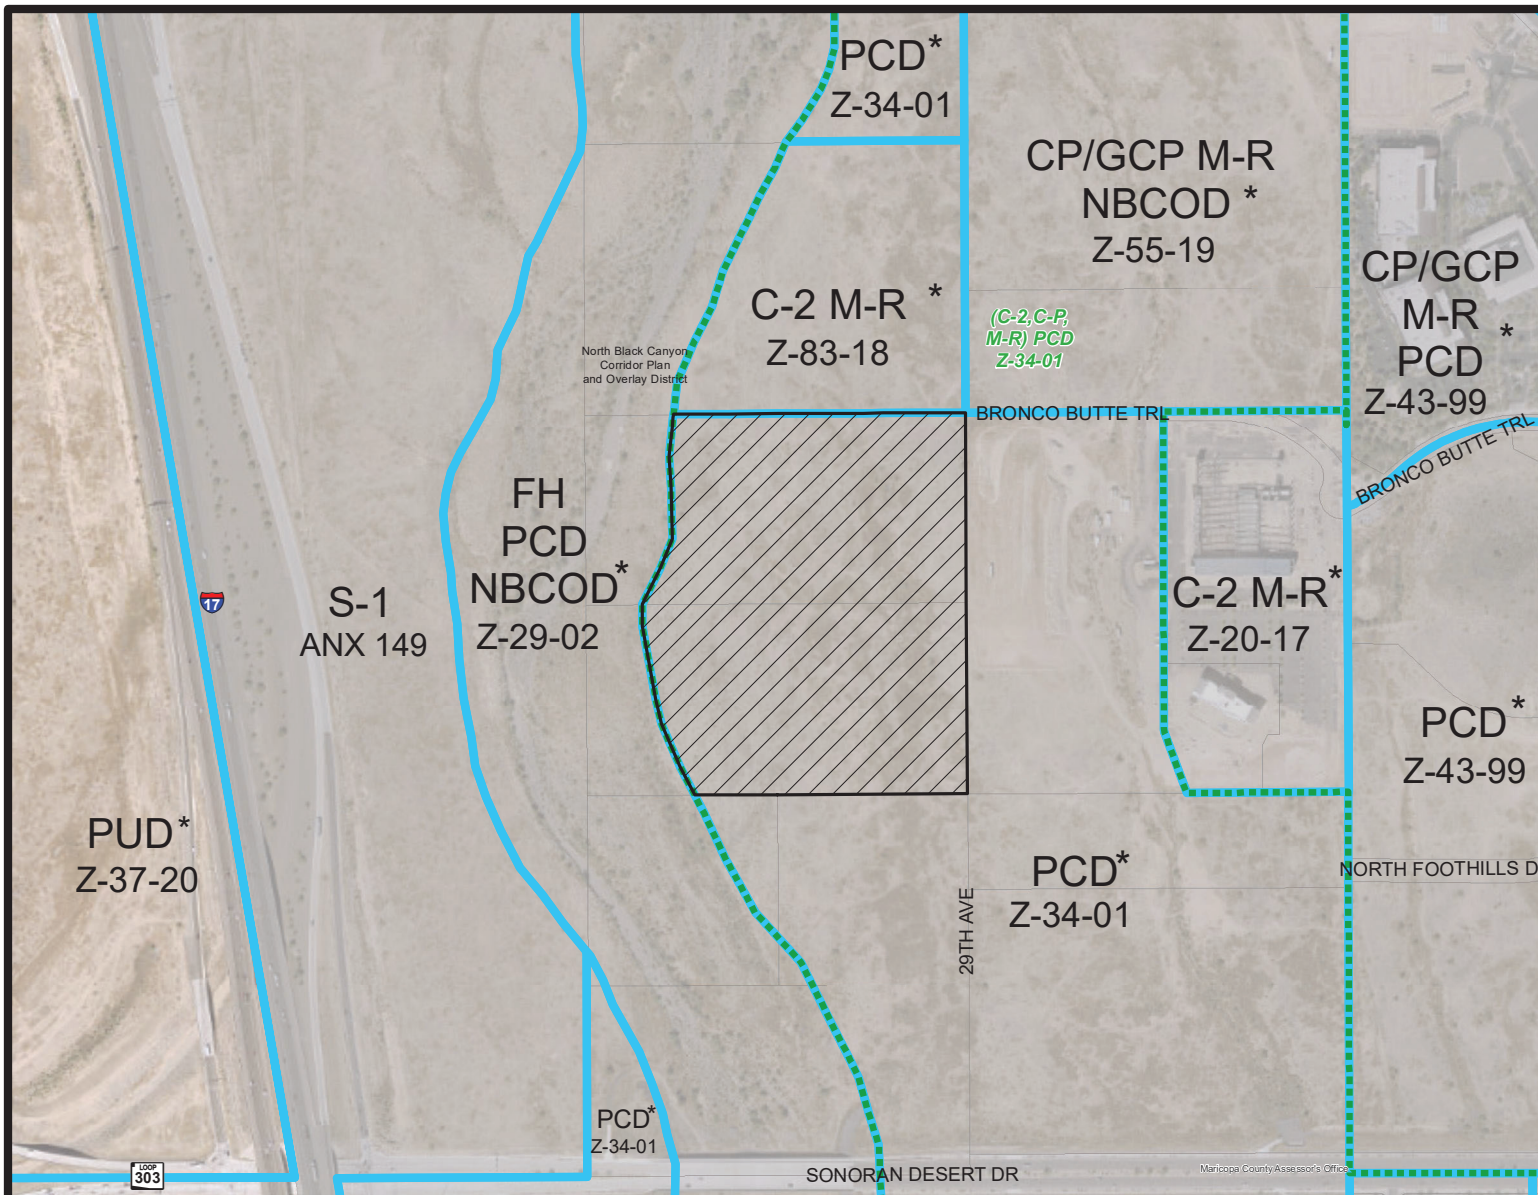 PCD*
Z-34-01
CP/GCP M-R
NBCOD *
Z-55-19
CP/GCP
M-R
PCD *
Z-43-99
C-2 M-R *
Z-83-18
(C-2,C-P,
M-R) PCD
Z-34-01
North Black Canyon
Corridor Plan
and Overlay District
BRONCO BUTTE TRL
BRONCO BUTTE TRL
FH
PCD
NBCOD*
Z-29-02
17
S-1
ANX 149
C-2 M-R*
Z-20-17
PCD*
Z-43-99
PUD*
Z-37-20
PCD*
Z-34-01
NORTH FOOTHILLS D
29TH AVE
PCD*
Z-34-01
LOOP
303
SONORAN DESERT DR
Maricopa County Assessor's Office